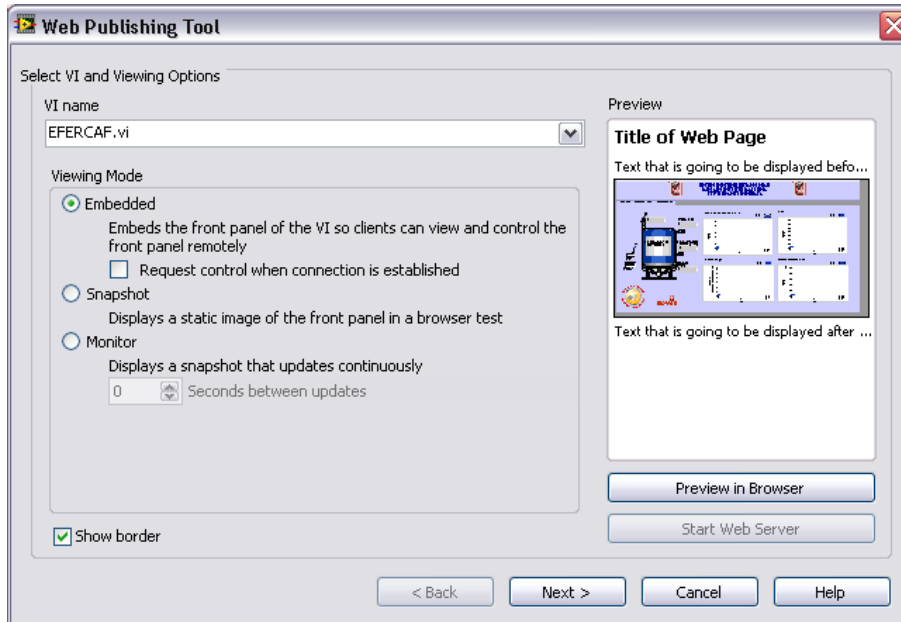 Web Publishing Tool
Select VI and Viewing Options
VI name
EFERCAF.vi
Viewing Mode
Embedded
Embeds the front panel of the VI so clients can view and control the
front panel remotely
Request control when connection is established
Snapshot
Displays a static image of the front panel in a browser test
Monitor
Displays a snapshot that updates continuously
0 Seconds between updates
Show border
Preview
Title of Web Page
Text that is going to be displayed befo...
Text that is going to be displayed after ...
Preview in Browser
Start Web Server
< Back Next > Cancel Help